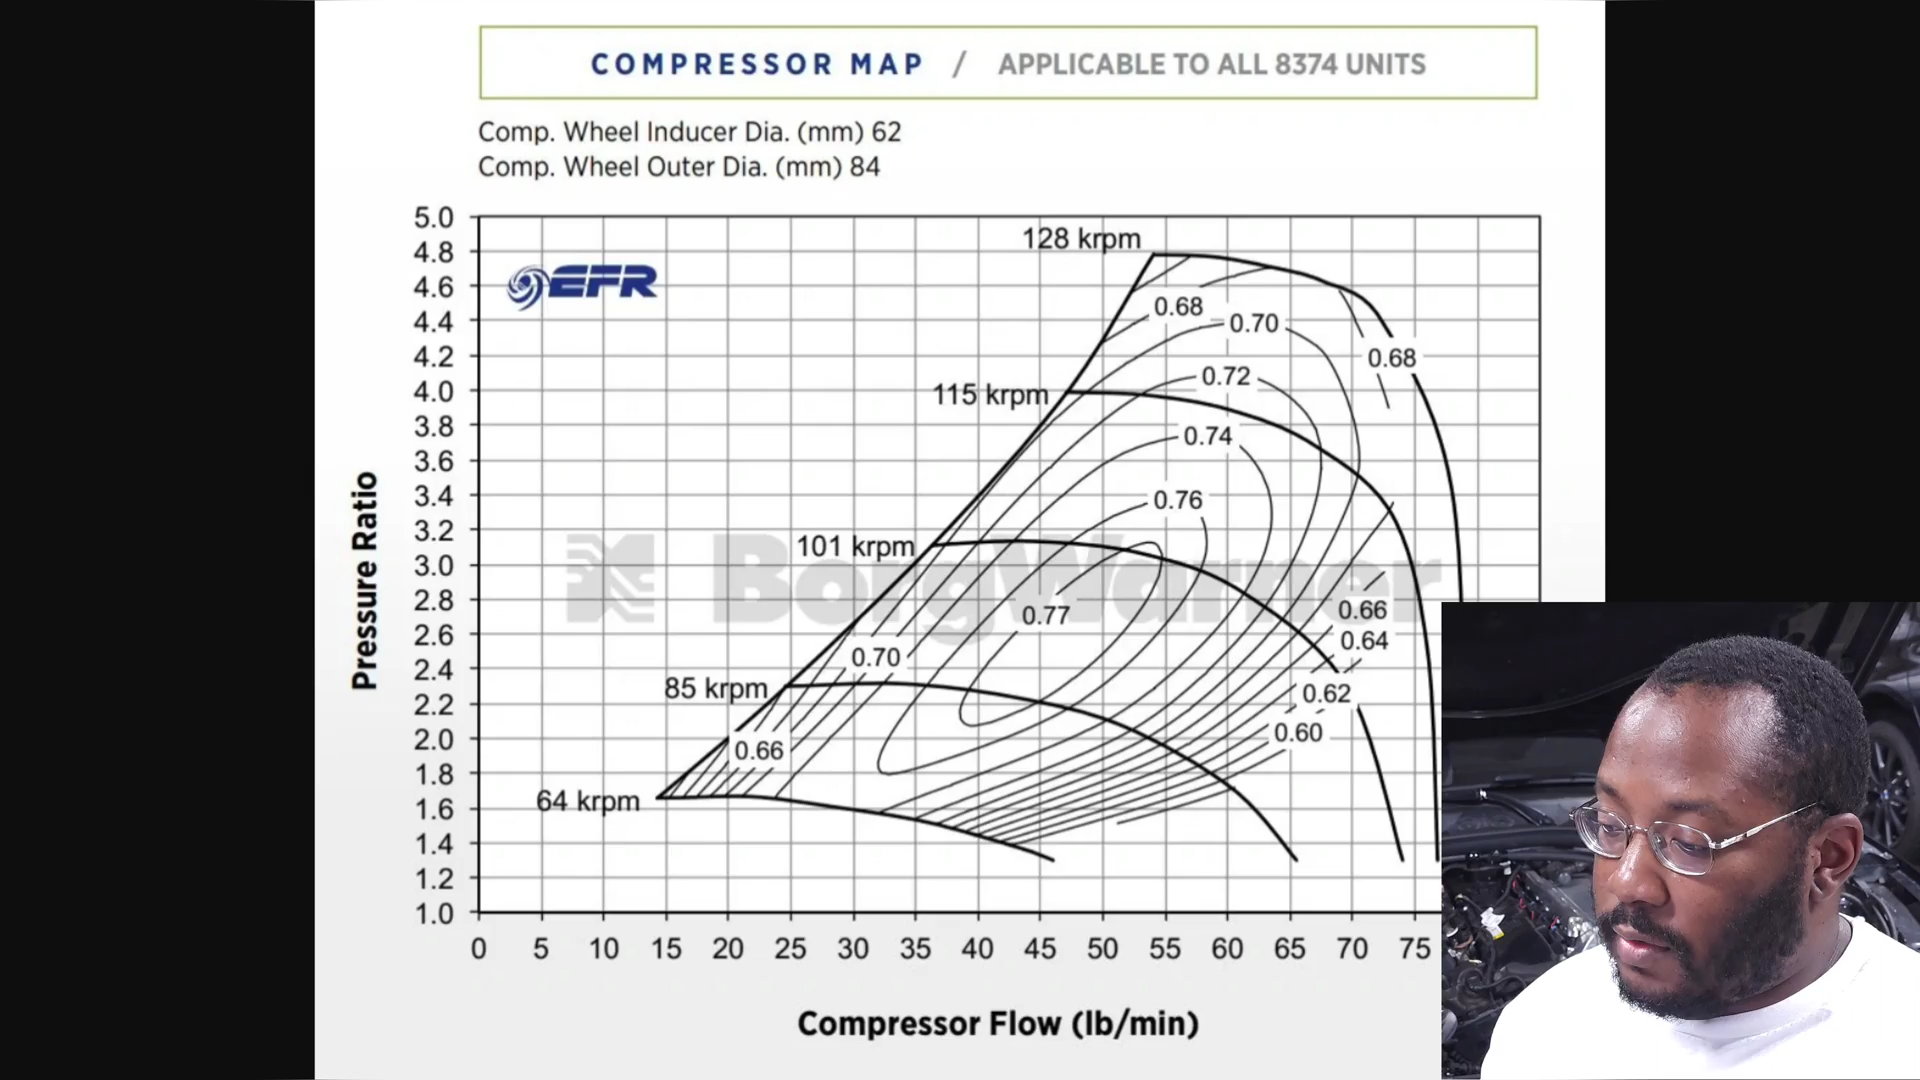 COMPRESSOR MAP / APPLICABLE TO ALL 8374 UNITS
Comp. Wheel Inducer Dia. (mm) 62
Comp. Wheel Outer Dia. (mm) 84
5.0
128 krpm
4.8
EFR
4.6
0.68
0.70
4.4
4.2
0.68
0.72
4.0
115 krpm
3.8
0.74
3.6
3.4
0.76
3.2
101 krpm
3.0
BorgWarner
2.8
0.77
0.66
2.6
0.64
0.70
2.4
85 krpm
0.62
2.2
0.60
2.0
0.66
1.8
64 krpm
1.6
1.4
1.2
1.0
Pressure Ratio
0 5 10 15 20 25 30 35 40 45 50 55 60 65 70 75
Compressor Flow (lb/min)